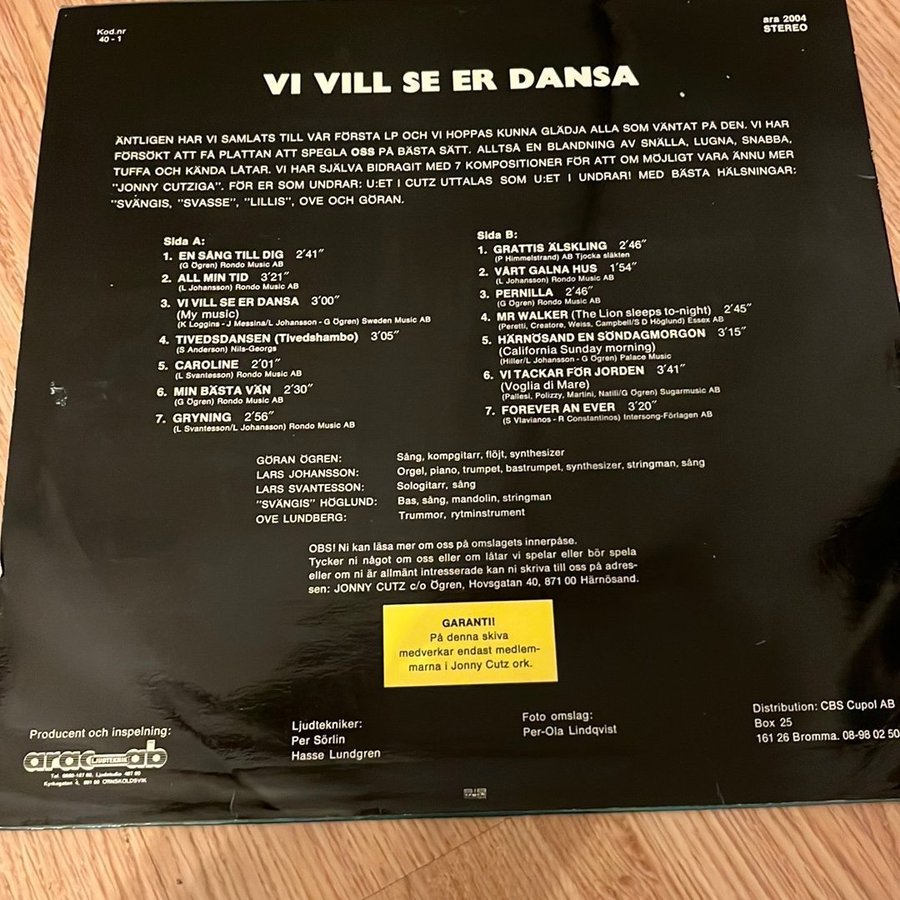 Kod.nr
40 - 1
ara 2004
STEREO
VI VILL SE ER DANSA
ÄNTLIGEN HAR VI SAMLATS TILL VÅR FÖRSTA LP OCH VI HOPPAS KUNNA GLÄDJA ALLA SOM VÄNTAT PÅ DEN. VI HAR
FÖRSÖKT ATT FÅ PLATTAN ATT SPEGLA OSS PÅ BÄSTA SÄTT. ALLTSA EN BLANDNING AV SNÄLLA, LUGNA, SNABBA,
TUFFA OCH KÄNDA LÅTAR. VI HAR SJÄLVA BIDRAGIT MED 7 KOMPOSITIONER FÖR ATT OM MÖJLIGT VARA ÄNNU MER
"JONNY CUTZIGA". FÖR ER SOM UNDRAR: U:ET I CUTZ UTTALAS SOM U:ET I UNDRAR! MED BÄSTA HÄLSNINGAR:
"SVÄNGIS, "SVASSE", "LILLIS", OVE OCH GÖRAN.
Sida A:
1. EN SÅNG TILL DIG 2'41"
(G Ögren) Rondo Music AB
2. ALL MIN TID 3'21"
(L Johansson) Rondo Music AB
3. VI VILL SE ER DANSA 3'00"
(My music)
(K Loggins - J Messina/L Johansson - G Ögren) Sweden Music AB
4. TIVEDSDANSEN (Tivedshambo) 3'05"
(S Anderson) Nils-Georgs
5. CAROLINE 2'01"
(L Svantesson) Rondo Music AB
6. MIN BÄSTA VÄN 2'30"
(G Ögren) Rondo Music AB
7. GRYNING 2'56"
(L Svantesson/L Johansson) Rondo Music AB
Sida B:
1. GRATTIS ÄLSKLING 2'46"
(P Himmelstrand) AB Tjocka släkten
2. VÅRT GALNA HUS 1'54"
(L Johansson) Rondo Music AB
3. PERNILLA 2'46"
(G Ögren) Rondo Music AB
4. MR WALKER (The Lion sleeps to-night) 2'45"
(Peretti, Creatore, Weiss, Campbell/S D Höglund) Essex AB
5. HÄRNÖSAND EN SÖNDAGMORGON 3'15"
(California Sunday morning)
(Hiller/L Johansson - G Ögren) Palace Music
6. VI TACKAR FÖR JORDEN 3'41"
(Voglia di Mare)
(Pallesi, Polizzy, Martini, Natili/G Ögren) Sugarmusic AB
7. FOREVER AN EVER 3'20"
(S Vlavianos - R Constantinos) Intersong-Förlagen AB
GÖRAN ÖGREN: Sång, kompgitarr, flöjt, synthesizer
LARS JOHANSSON: Orgel, piano, trumpet, bastrumpet, synthesizer, stringman, sång
LARS SVANTESSON: Sologitarr, sång
"SVÄNGIS" HÖGLUND: Bas, sång, mandolin, stringman
OVE LUNDBERG: Trummor, rytminstrument
OBS! Ni kan läsa mer om oss på omslagets innerpåse.
Tycker ni något om oss eller om låtar vi spelar eller bör spela
eller om ni är allmänt intresserade kan ni skriva till oss på adres-
sen: JONNY CUTZ c/o Ögren, Hovsgatan 40, 871 00 Härnösand.
GARANTI!
På denna skiva
medverkar endast medlem-
marna i Jonny Cutz ork.
Producent och inspelning:
arac LJUDTEKNIK ab
Kyrkogatan 4, 891 00 ÖRNSKÖLDSVIK
Ljudtekniker:
Per Sörlin
Hasse Lundgren
Foto omslag:
Per-Ola Lindqvist
Distribution: CBS Cupol AB
Box 25
161 26 Bromma. 08-98 02 50